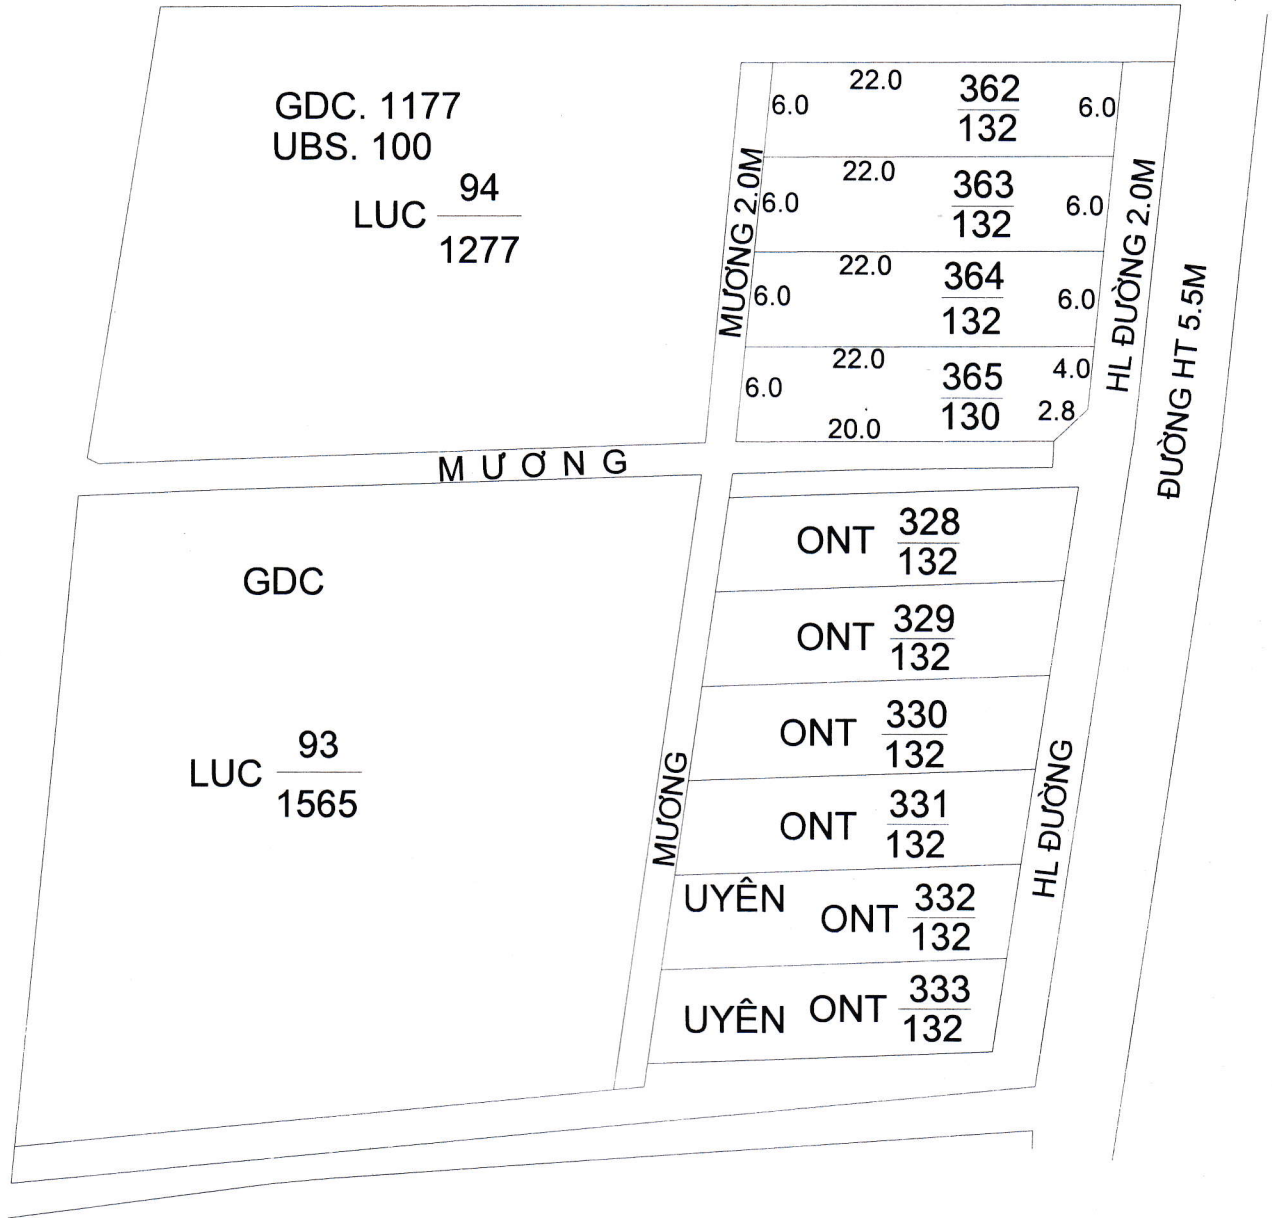 GDC. 1177
UBS. 100
LUC 94
1277
MƯƠNG 2.0M
22.0
362
132
6.0
6.0
22.0
363
132
6.0
6.0
22.0
364
132
6.0
6.0
22.0
365
130
6.0
4.0
2.8
20.0
HL ĐƯỜNG 2.0M
ĐƯỜNG HT 5.5M
MƯƠNG
GDC
LUC 93
1565
MƯƠNG
ONT 328
132
ONT 329
132
ONT 330
132
ONT 331
132
UYÊN ONT 332
132
UYÊN ONT 333
132
HL ĐƯỜNG